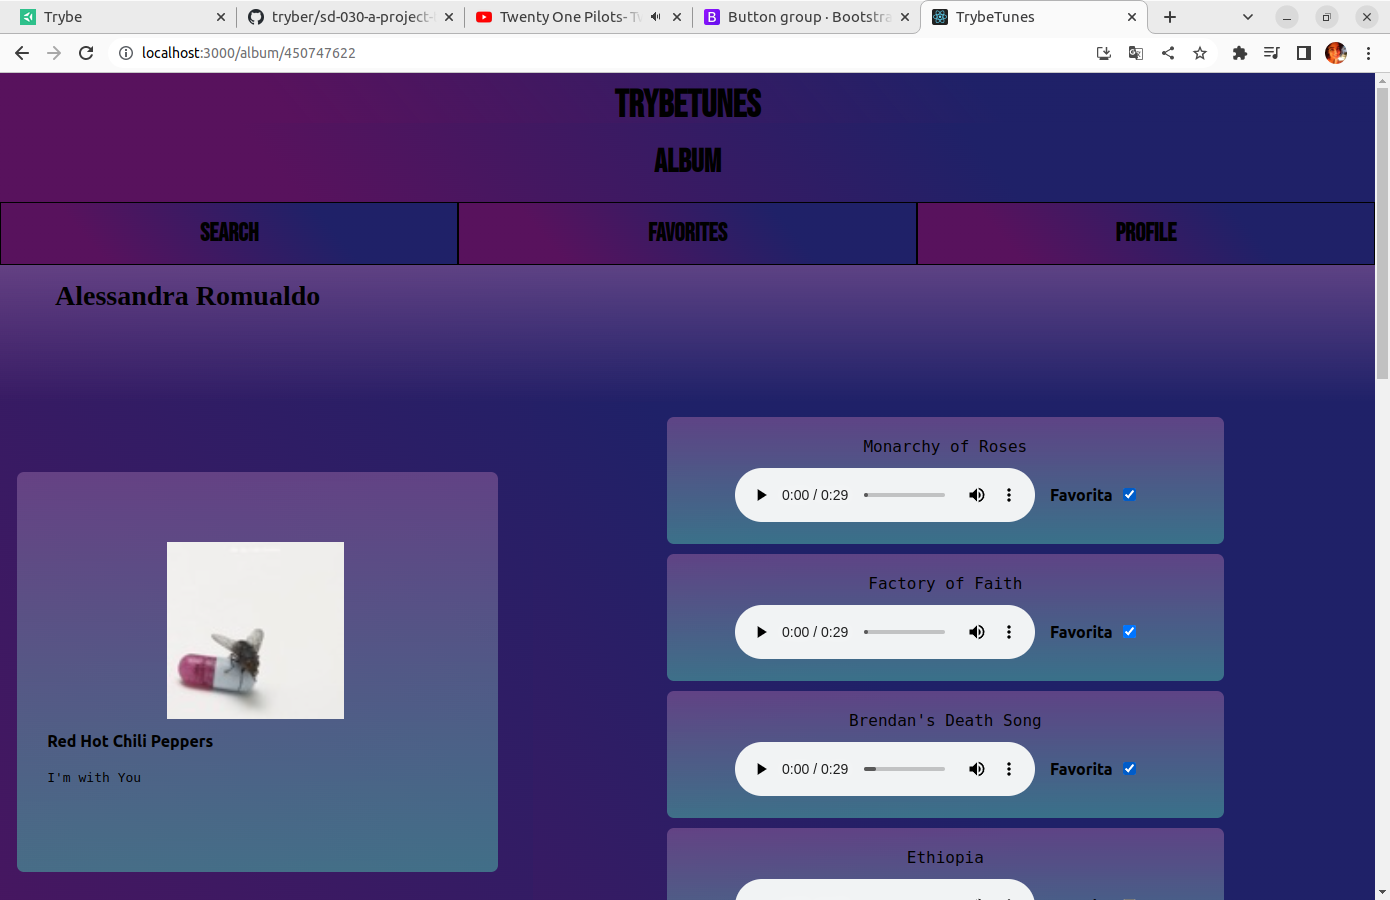 Trybe
tryber/sd-030-a-project-
Twenty One Pilots- Tw
Button group · Bootstra
TrybeTunes
localhost:3000/album/450747622
TRYBETUNES
ALBUM
SEARCH
FAVORITES
PROFILE
Alessandra Romualdo
Monarchy of Roses
0:00 / 0:29
Favorita
Factory of Faith
0:00 / 0:29
Favorita
Brendan's Death Song
0:00 / 0:29
Favorita
Ethiopia
Red Hot Chili Peppers
I'm with You